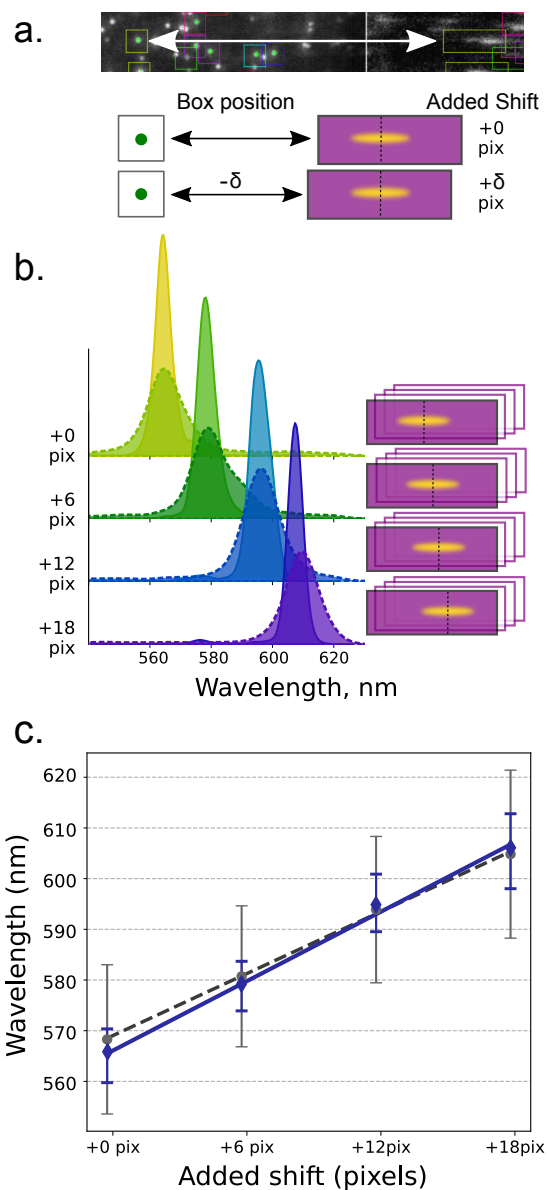 a.
Box position Added Shift
+0
pix
-δ
+δ
pix
b.
+0
pix
+6
pix
+12
pix
+18
pix
560 580 600 620
Wavelength, nm
c.
620
610
600
590
580
570
560
Wavelength (nm)
+0 pix +6 pix +12pix +18pix
Added shift (pixels)